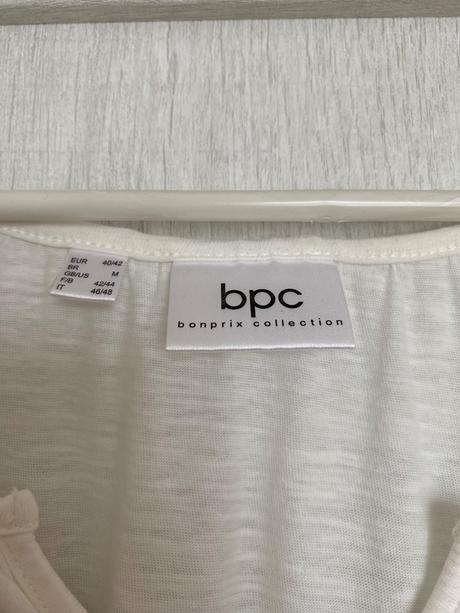 EUR 40/42
BR
GB/US M
F/B 42/44
IT 46/48
bpc
bonprix collection